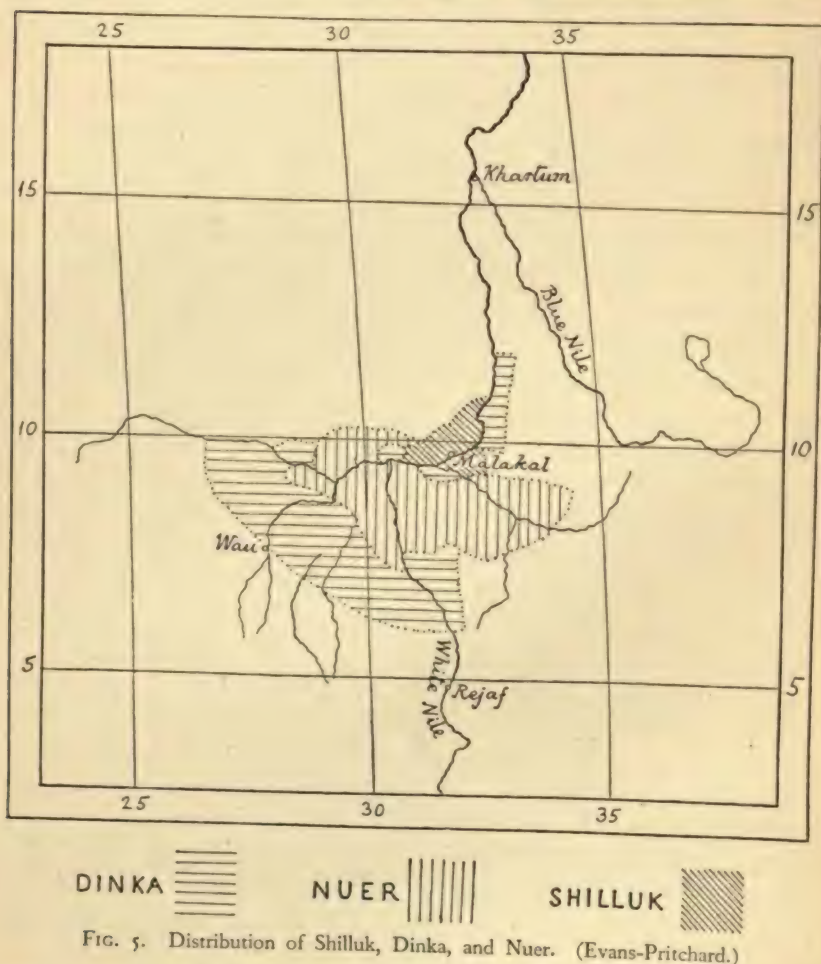 25 30 35
Khartum
15 15
Blue Nile
10 10
Malakal
Wau
5 5
White Nile
Rejaf
25 30 35
DINKA NUER SHILLUK
FIG. 5. Distribution of Shilluk, Dinka, and Nuer. (Evans-Pritchard.)